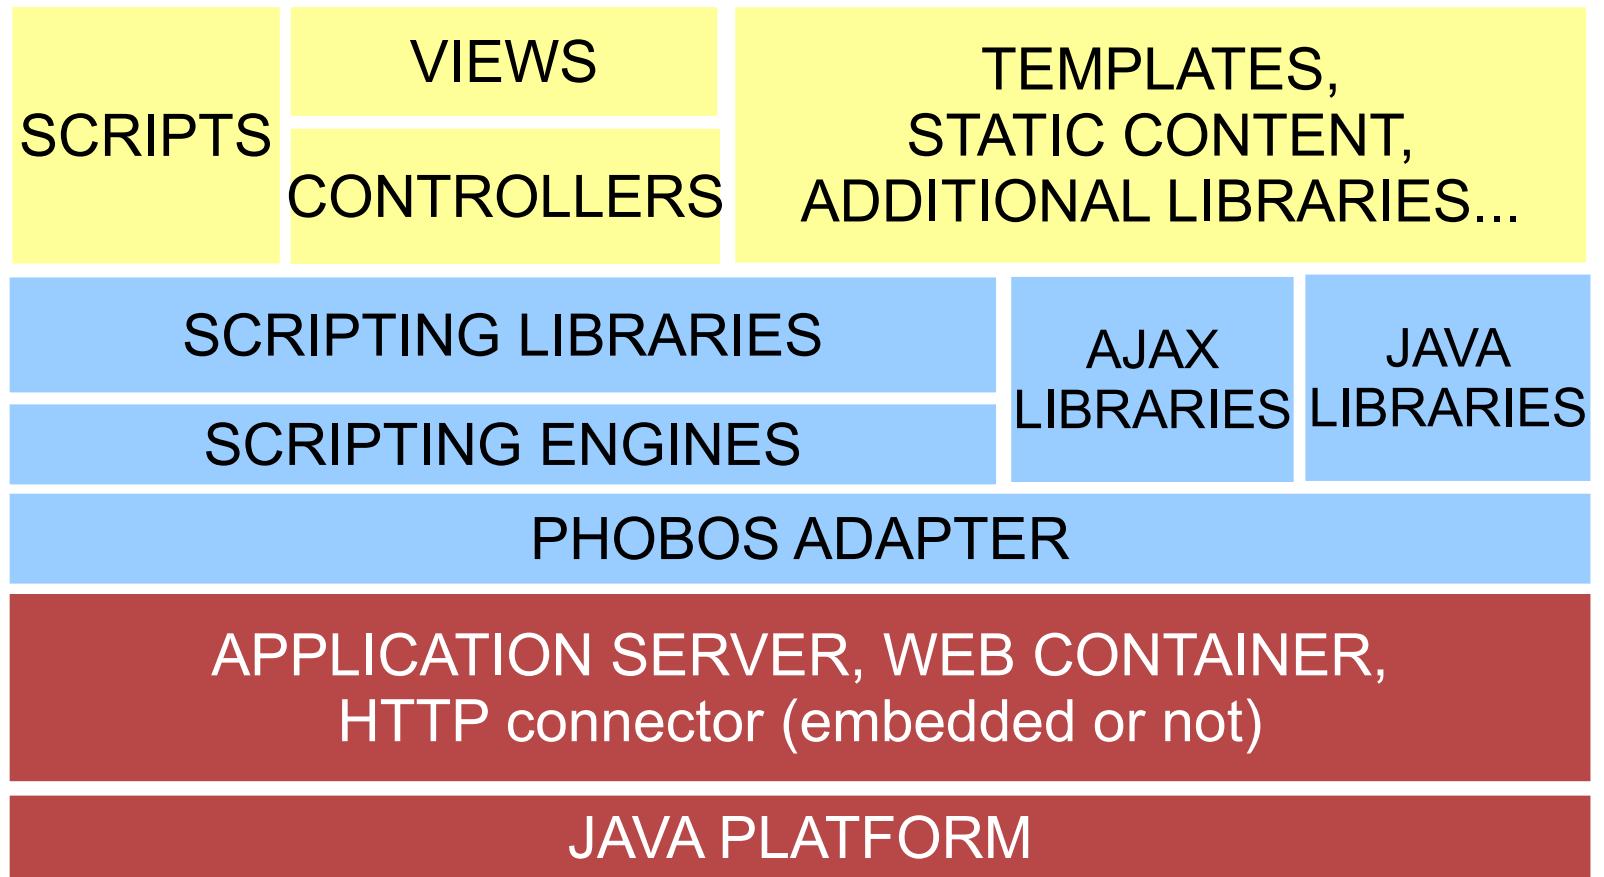 SCRIPTS
VIEWS
CONTROLLERS
TEMPLATES,
STATIC CONTENT,
ADDITIONAL LIBRARIES...
SCRIPTING LIBRARIES
SCRIPTING ENGINES
AJAX
LIBRARIES
JAVA
LIBRARIES
PHOBOS ADAPTER
APPLICATION SERVER, WEB CONTAINER,
HTTP connector (embedded or not)
JAVA PLATFORM